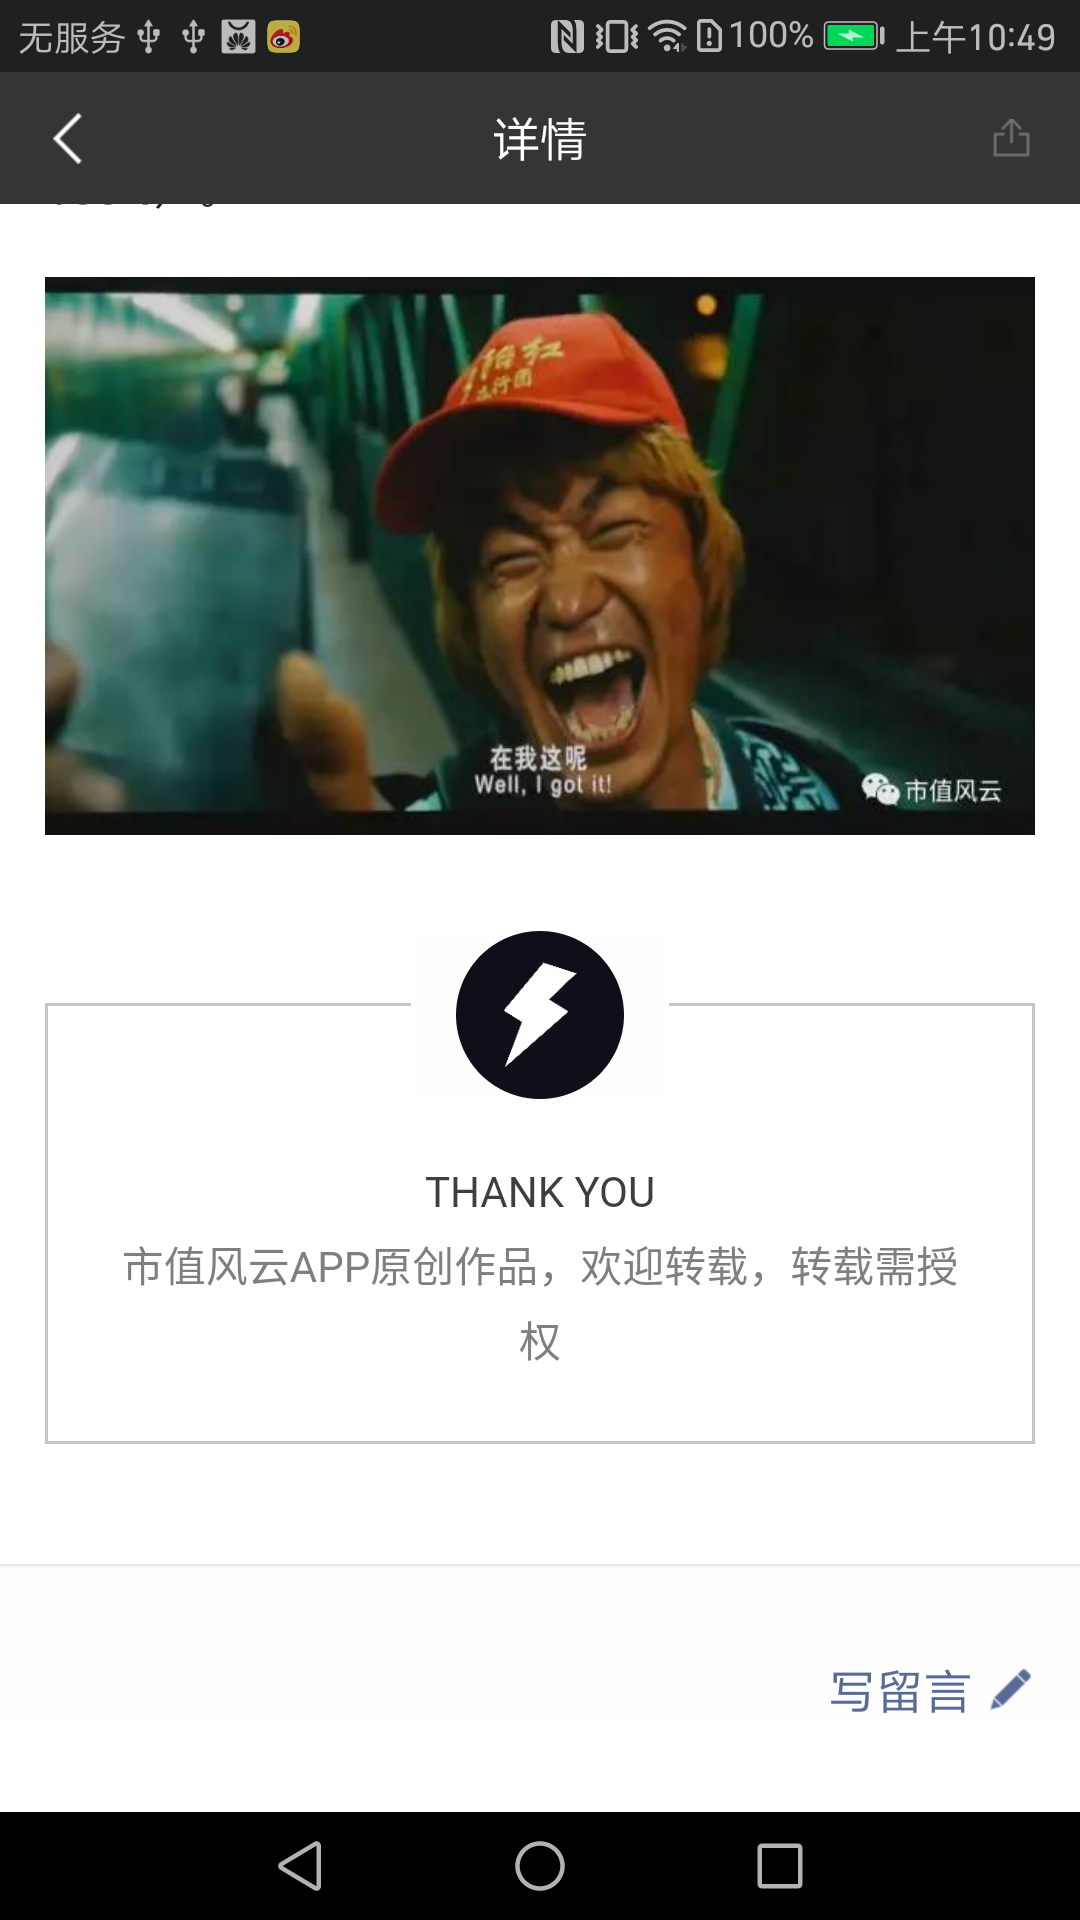 无服务
100%
上午10:49
详情
行团
在我这呢
Well, I got it!
市值风云
THANK YOU
市值风云APP原创作品，欢迎转载，转载需授
权
写留言